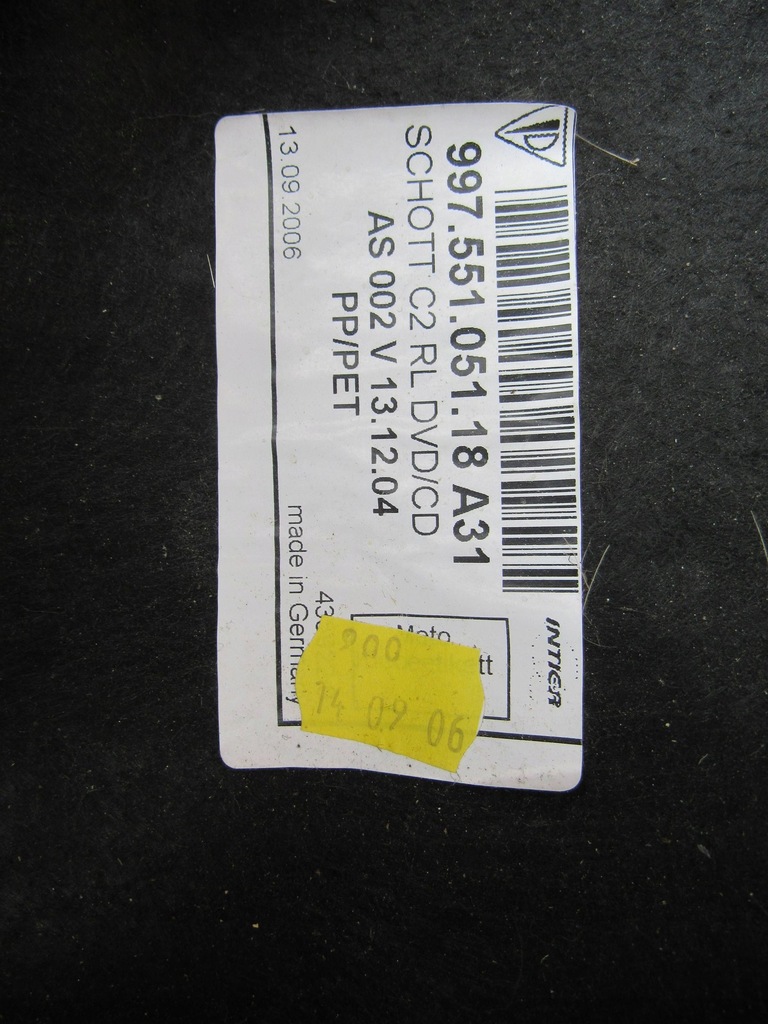 INTIER
997.551.051.18 A31
SCHOTT C2 RL DVD/CD
AS 002 V 13.12.04
PP/PET
13.09.2006
made in Germany
900
14 09 06